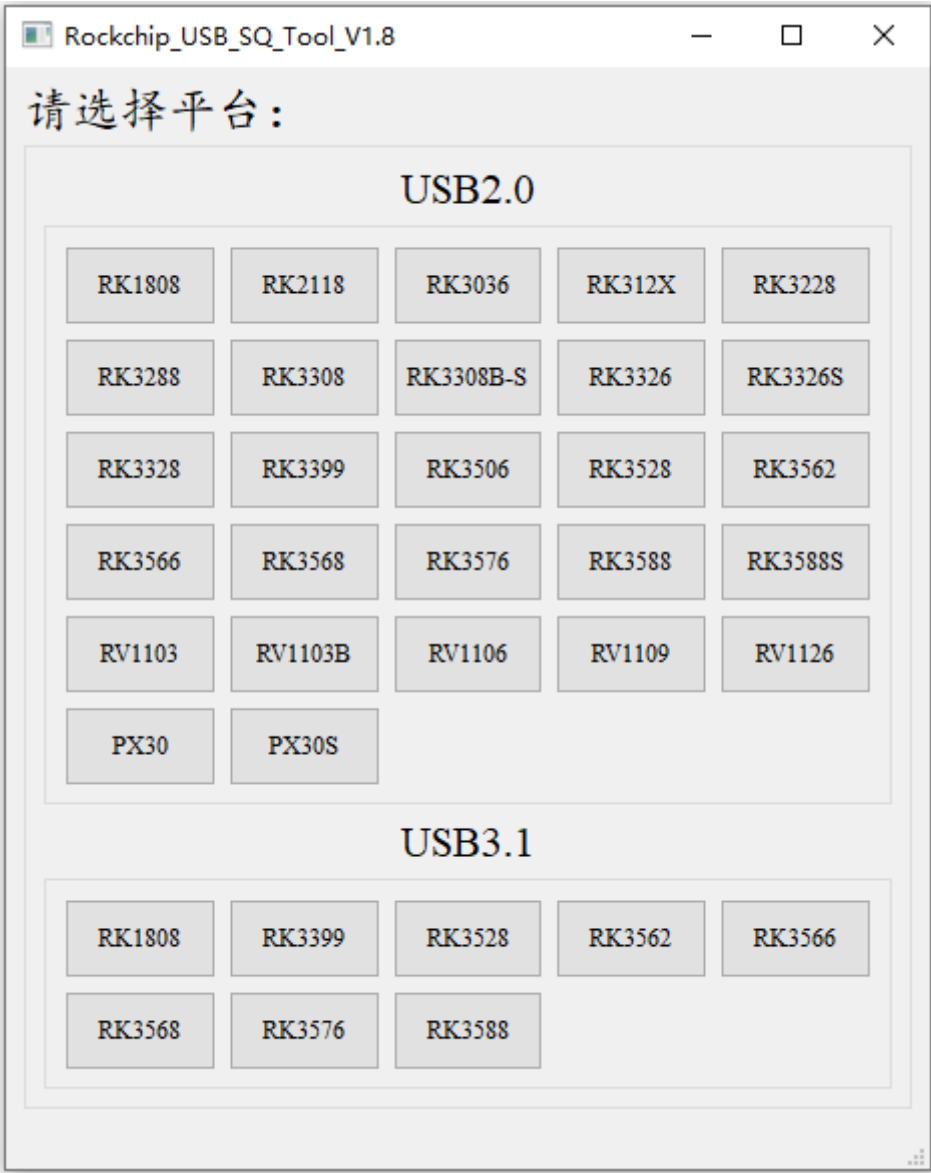 Rockchip_USB_SQ_Tool_V1.8
请选择平台：
USB2.0
RK1808 RK2118 RK3036 RK312X RK3228
RK3288 RK3308 RK3308B-S RK3326 RK3326S
RK3328 RK3399 RK3506 RK3528 RK3562
RK3566 RK3568 RK3576 RK3588 RK3588S
RV1103 RV1103B RV1106 RV1109 RV1126
PX30 PX30S
USB3.1
RK1808 RK3399 RK3528 RK3562 RK3566
RK3568 RK3576 RK3588